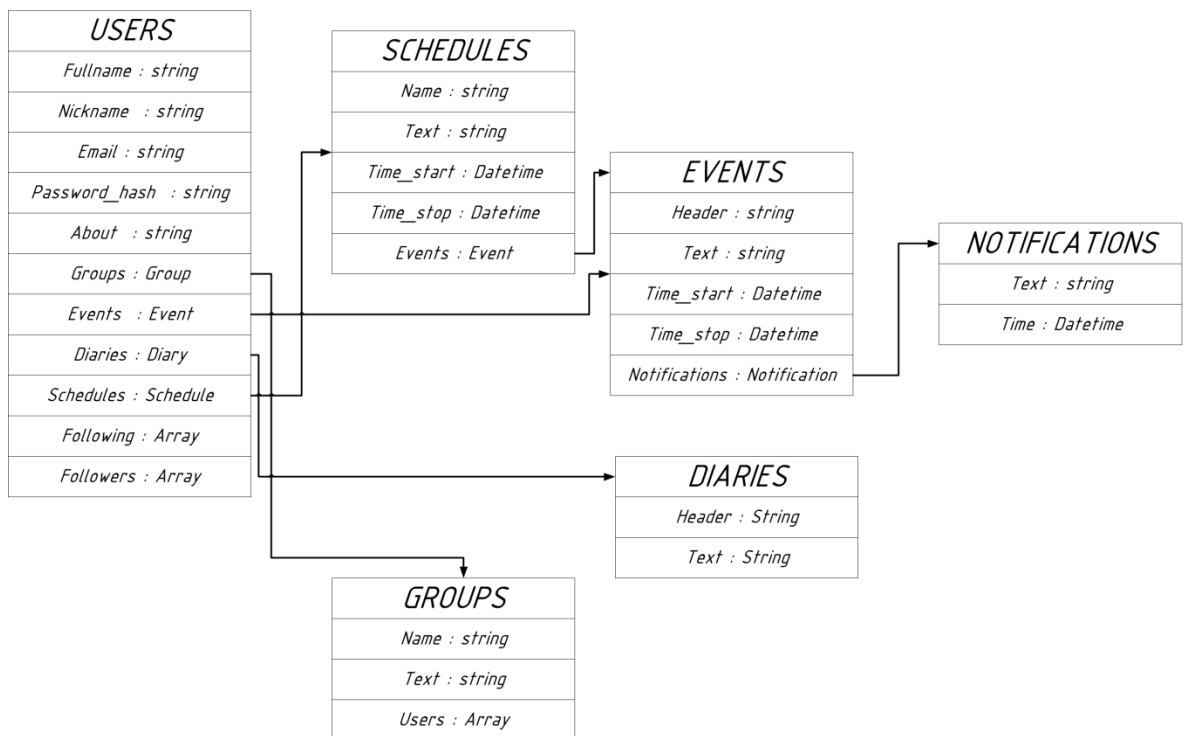 USERS
Fullname : string
Nickname : string
Email : string
Password_hash : string
About : string
Groups : Group
Events : Event
Diaries : Diary
Schedules : Schedule
Following : Array
Followers : Array
SCHEDULES
Name : string
Text : string
Time_start : Datetime
Time_stop : Datetime
Events : Event
EVENTS
Header : string
Text : string
Time_start : Datetime
Time_stop : Datetime
Notifications : Notification
NOTIFICATIONS
Text : string
Time : Datetime
DIARIES
Header : String
Text : String
GROUPS
Name : string
Text : string
Users : Array